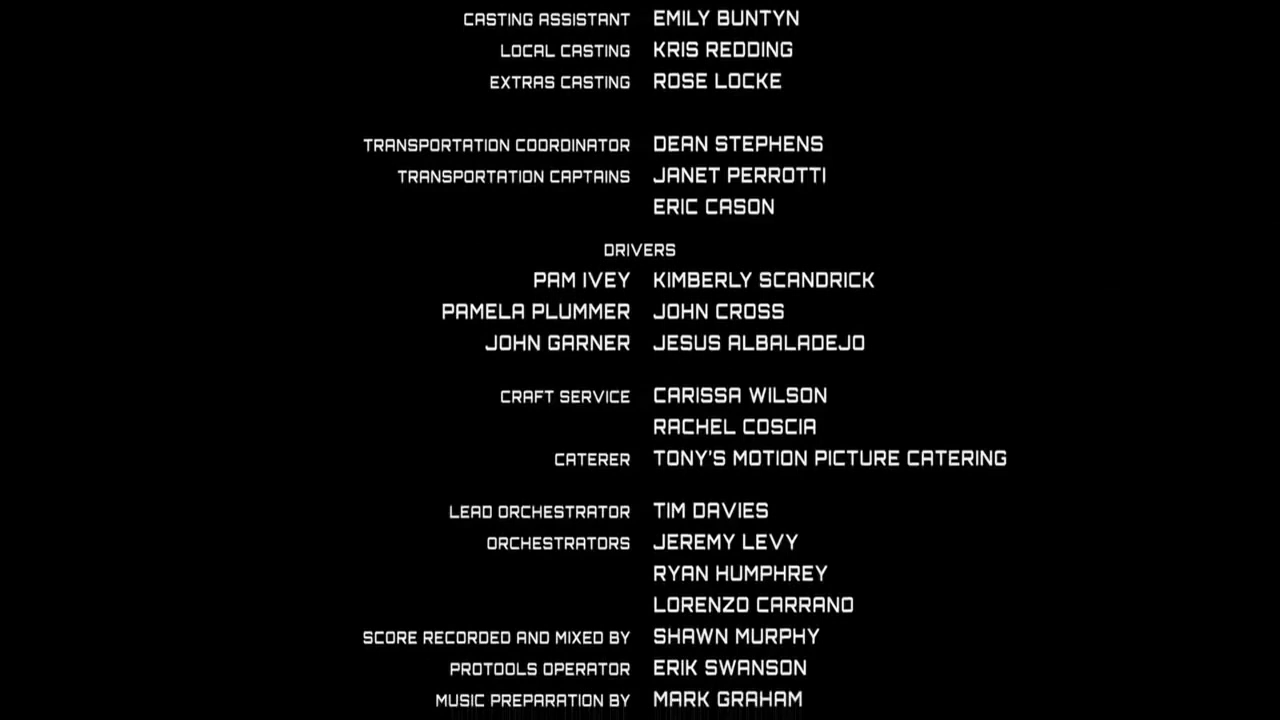 CASTING ASSISTANT EMILY BUNTYN
LOCAL CASTING KRIS REDDING
EXTRAS CASTING ROSE LOCKE
TRANSPORTATION COORDINATOR DEAN STEPHENS
TRANSPORTATION CAPTAINS JANET PERROTTI
ERIC CASON
DRIVERS
PAM IVEY KIMBERLY SCANDRICK
PAMELA PLUMMER JOHN CROSS
JOHN GARNER JESUS ALBALADEJO
CRAFT SERVICE CARISSA WILSON
RACHEL COSCIA
CATERER TONY'S MOTION PICTURE CATERING
LEAD ORCHESTRATOR TIM DAVIES
ORCHESTRATORS JEREMY LEVY
RYAN HUMPHREY
LORENZO CARRANO
SCORE RECORDED AND MIXED BY SHAWN MURPHY
PROTOOLS OPERATOR ERIK SWANSON
MUSIC PREPARATION BY MARK GRAHAM